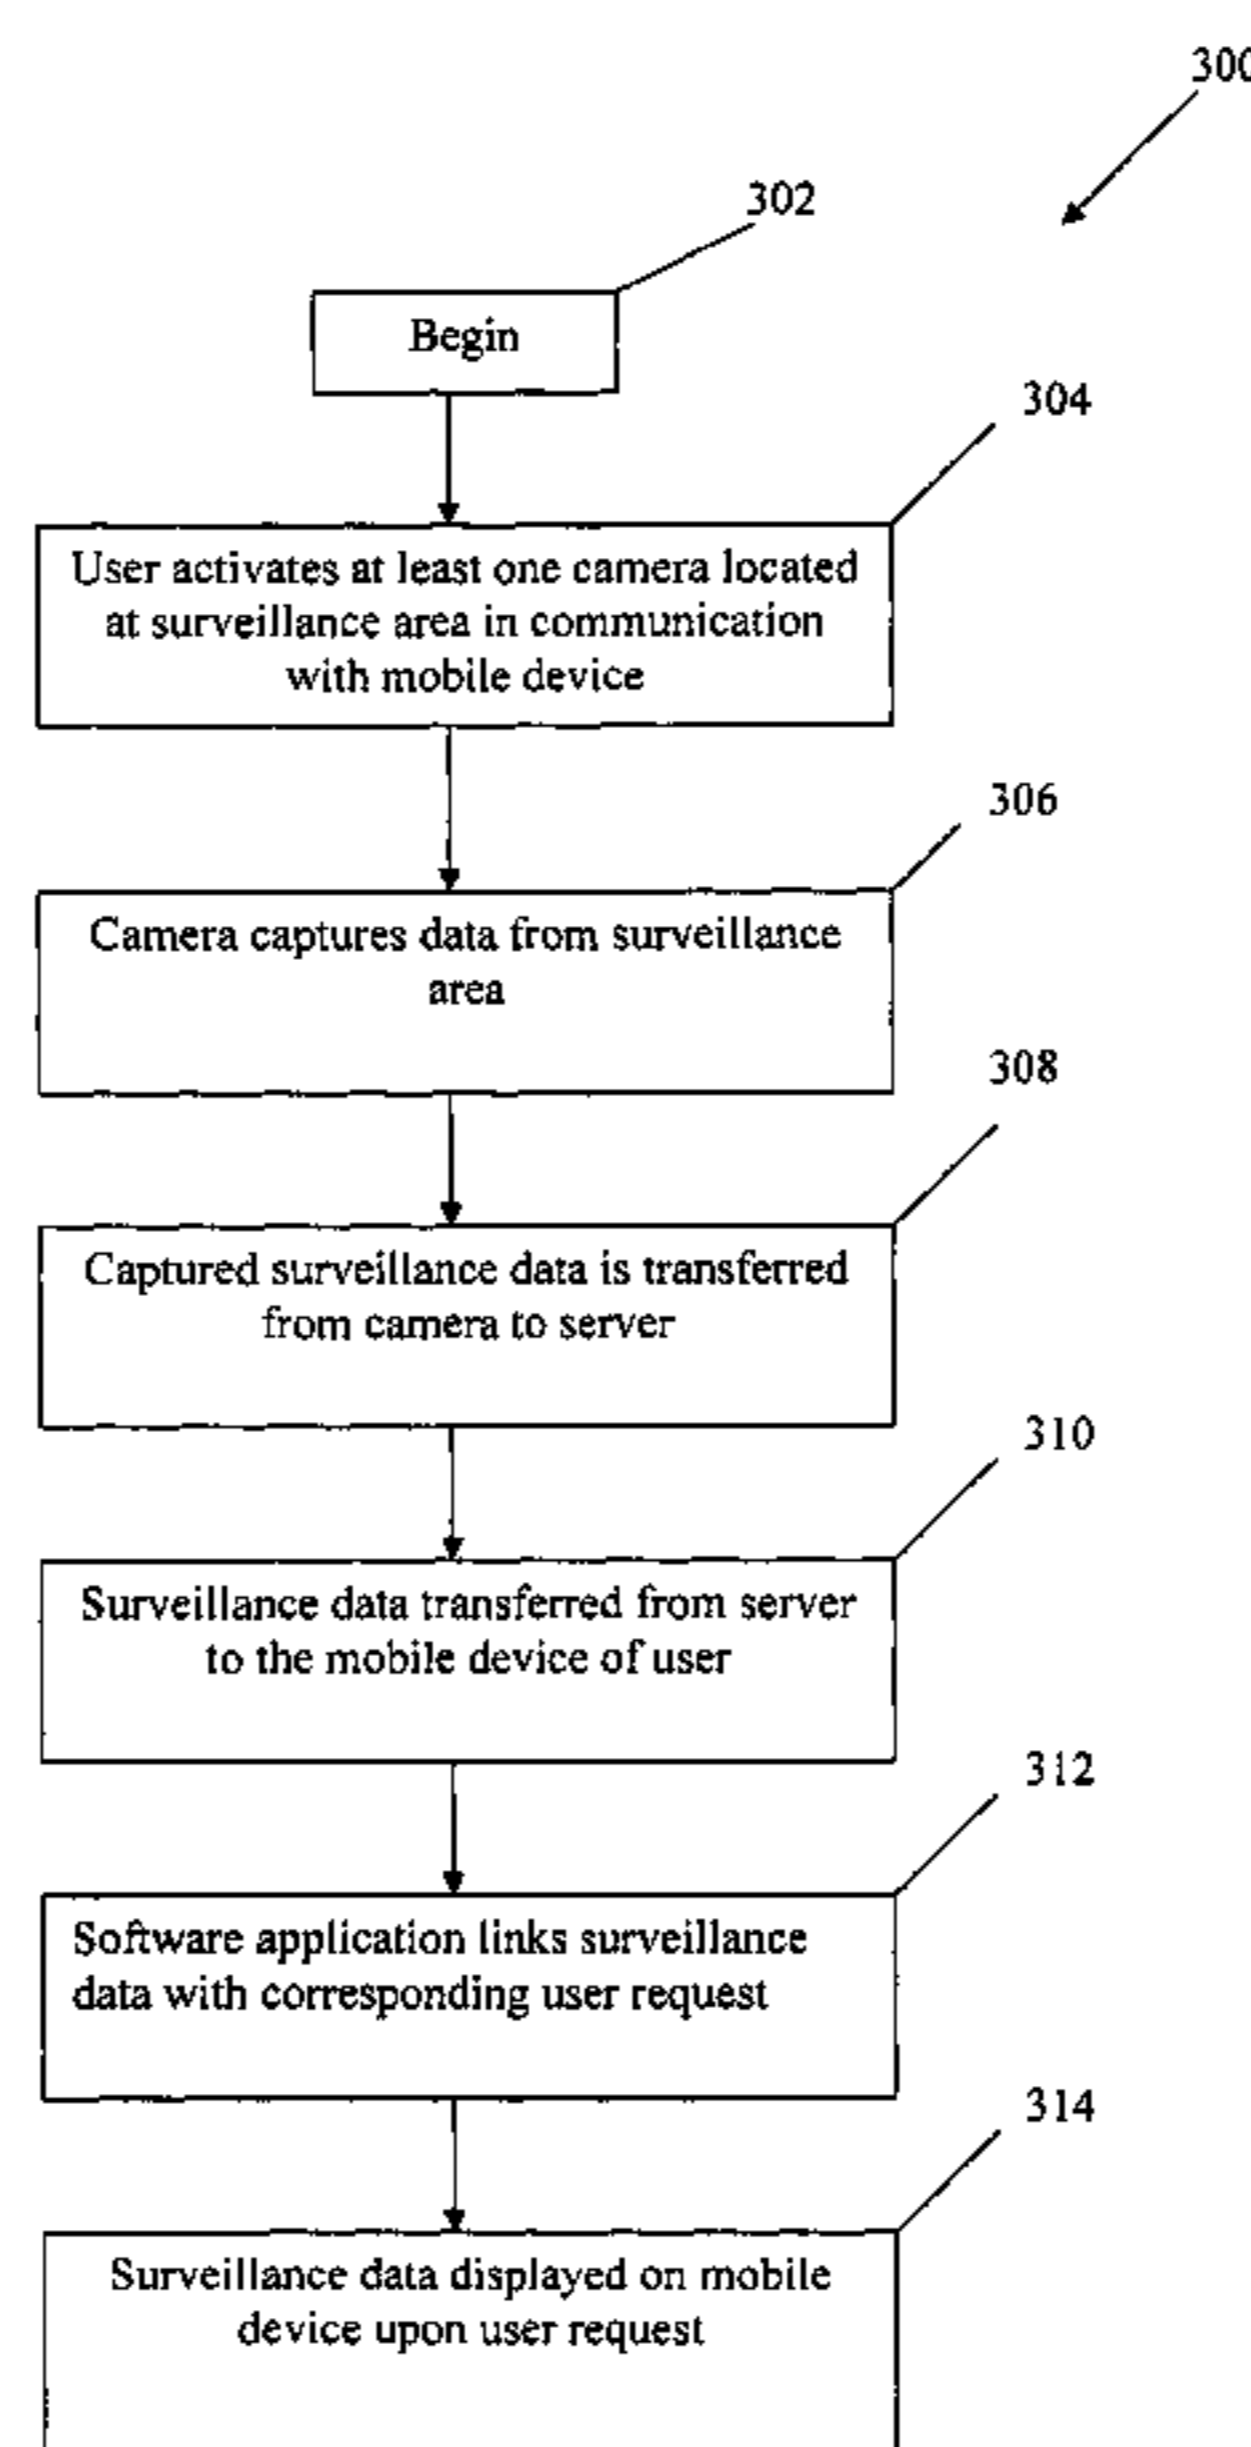 300
302
Begin
304
User activates at least one camera located
at surveillance area in communication
with mobile device
306
Camera captures data from surveillance
area
308
Captured surveillance data is transferred
from camera to server
310
Surveillance data transferred from server
to the mobile device of user
312
Software application links surveillance
data with corresponding user request
314
Surveillance data displayed on mobile
device upon user request